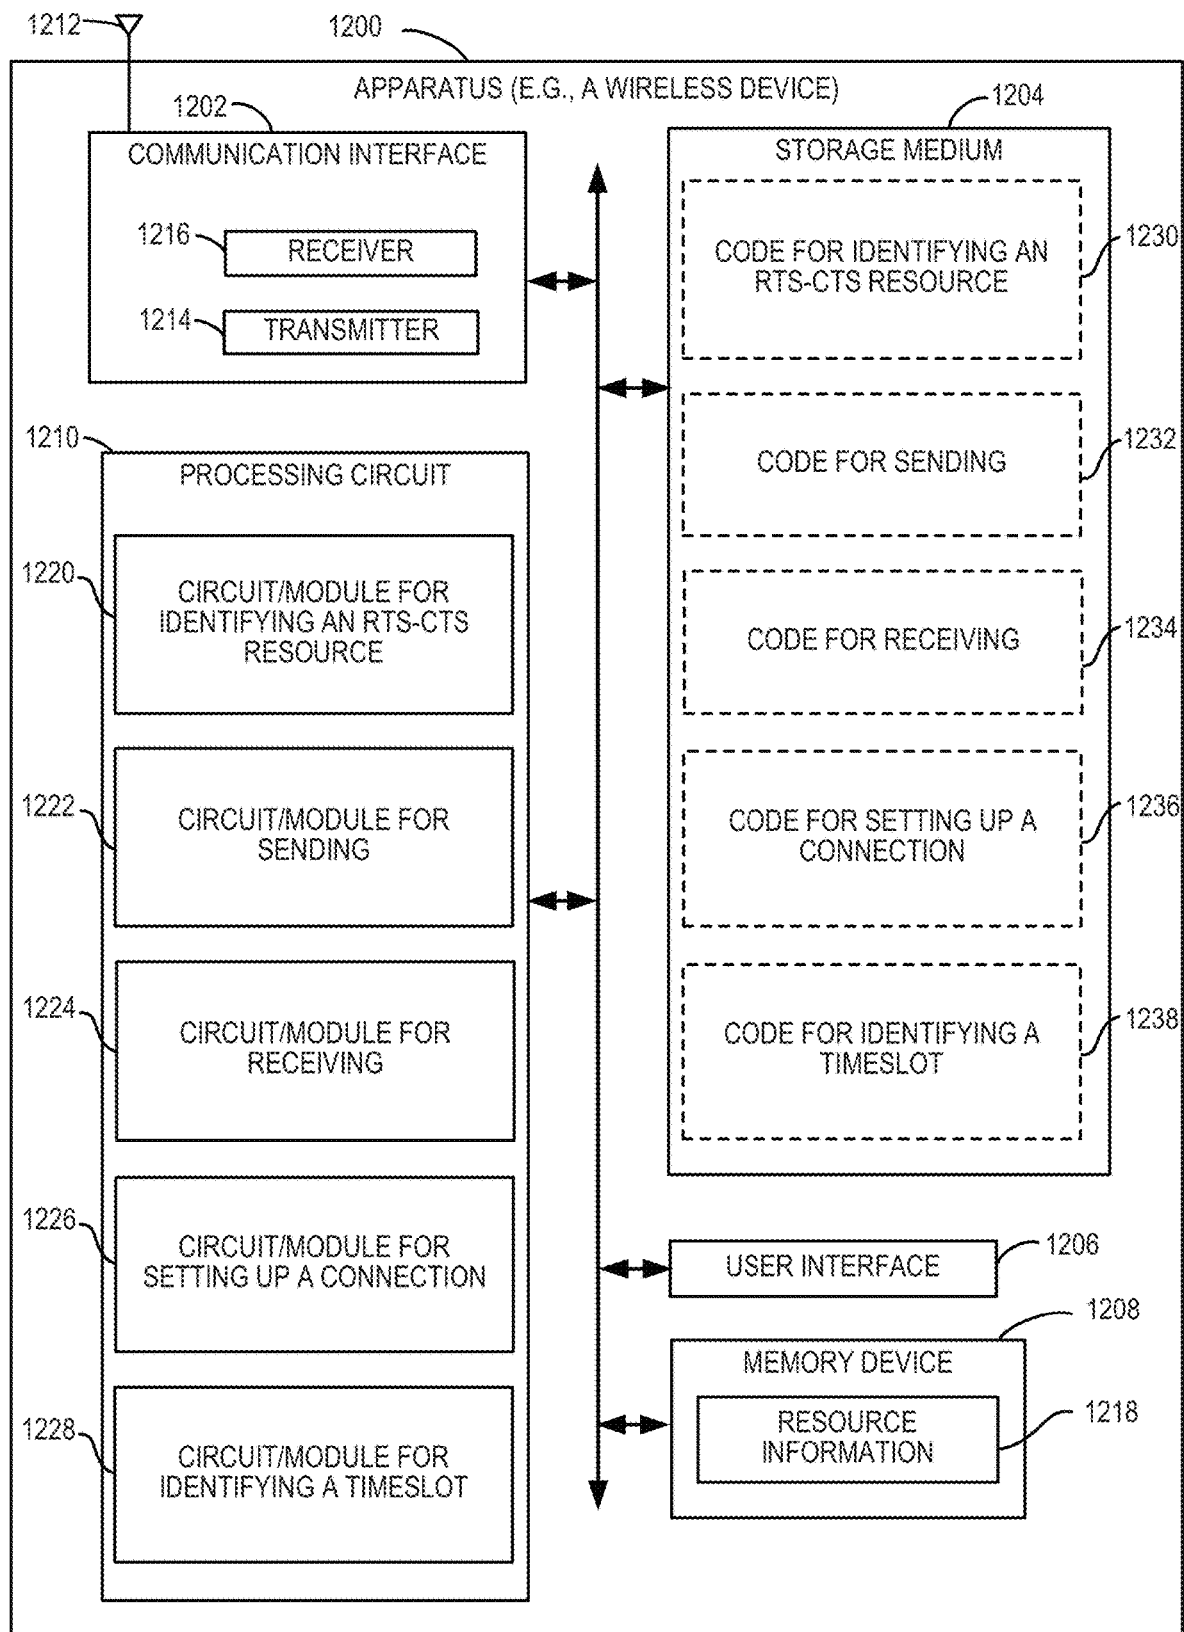 1212
1200
APPARATUS (E.G., A WIRELESS DEVICE)
1202
COMMUNICATION INTERFACE
1216
RECEIVER
1214
TRANSMITTER
1210
PROCESSING CIRCUIT
1220
CIRCUIT/MODULE FOR
IDENTIFYING AN RTS-CTS
RESOURCE
1222
CIRCUIT/MODULE FOR
SENDING
1224
CIRCUIT/MODULE FOR
RECEIVING
1226
CIRCUIT/MODULE FOR
SETTING UP A CONNECTION
1228
CIRCUIT/MODULE FOR
IDENTIFYING A TIMESLOT
1204
STORAGE MEDIUM
CODE FOR IDENTIFYING AN
RTS-CTS RESOURCE
1230
CODE FOR SENDING
1232
CODE FOR RECEIVING
1234
CODE FOR SETTING UP A
CONNECTION
1236
CODE FOR IDENTIFYING A
TIMESLOT
1238
USER INTERFACE
1206
1208
MEMORY DEVICE
RESOURCE
INFORMATION
1218